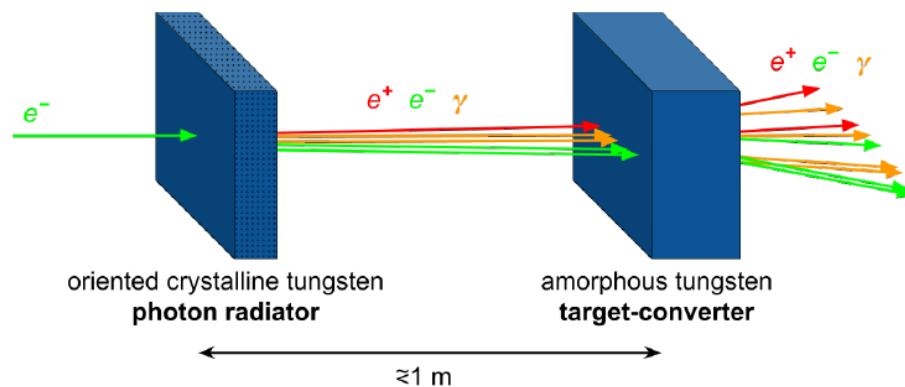 e⁻
e⁺ e⁻ γ
e⁺ e⁻ γ
oriented crystalline tungsten
photon radiator
amorphous tungsten
target-converter
≳1 m